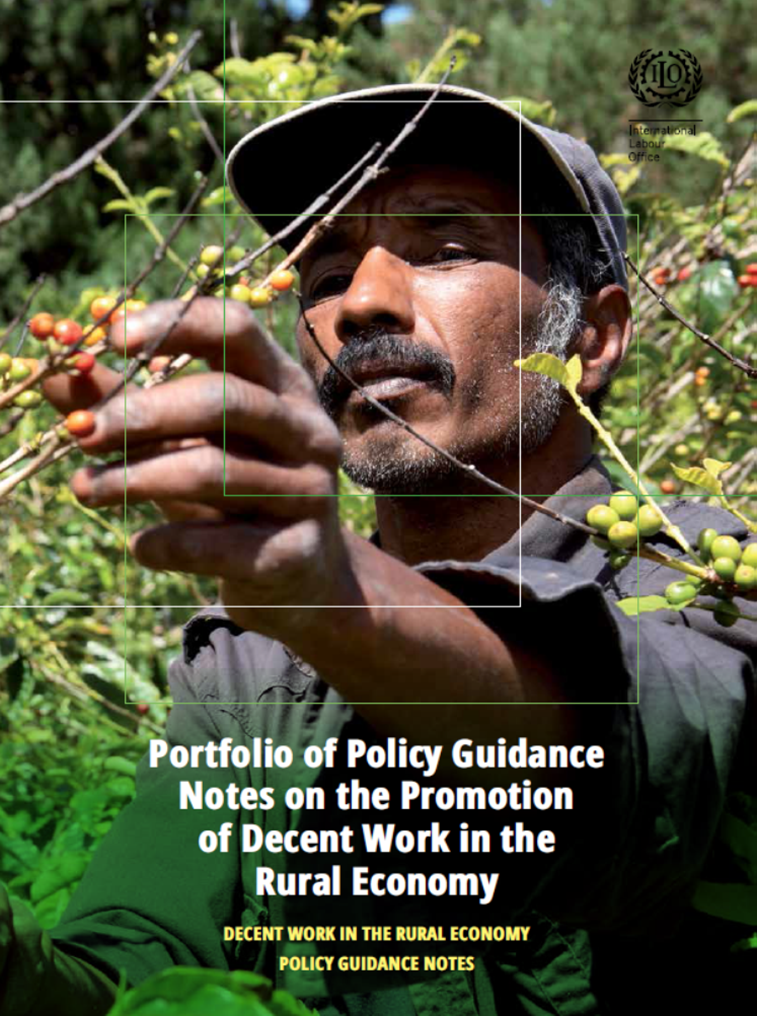 ILO
International
Labour
Office
Portfolio of Policy Guidance
Notes on the Promotion
of Decent Work in the
Rural Economy
DECENT WORK IN THE RURAL ECONOMY
POLICY GUIDANCE NOTES